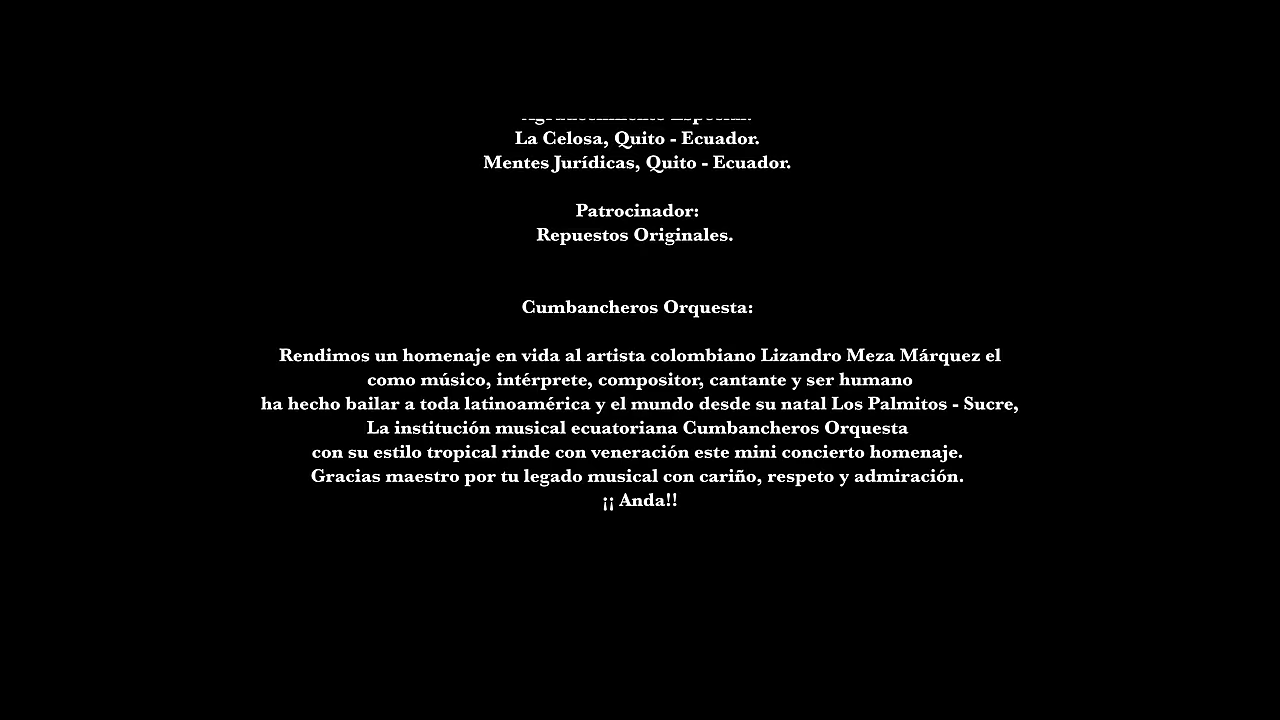 La Celosa, Quito - Ecuador.
Mentes Jurídicas, Quito - Ecuador.
Patrocinador:
Repuestos Originales.
Cumbancheros Orquesta:
Rendimos un homenaje en vida al artista colombiano Lizandro Meza Márquez el
como músico, intérprete, compositor, cantante y ser humano
ha hecho bailar a toda latinoamérica y el mundo desde su natal Los Palmitos - Sucre,
La institución musical ecuatoriana Cumbancheros Orquesta
con su estilo tropical rinde con veneración este mini concierto homenaje.
Gracias maestro por tu legado musical con cariño, respeto y admiración.
¡¡ Anda!!